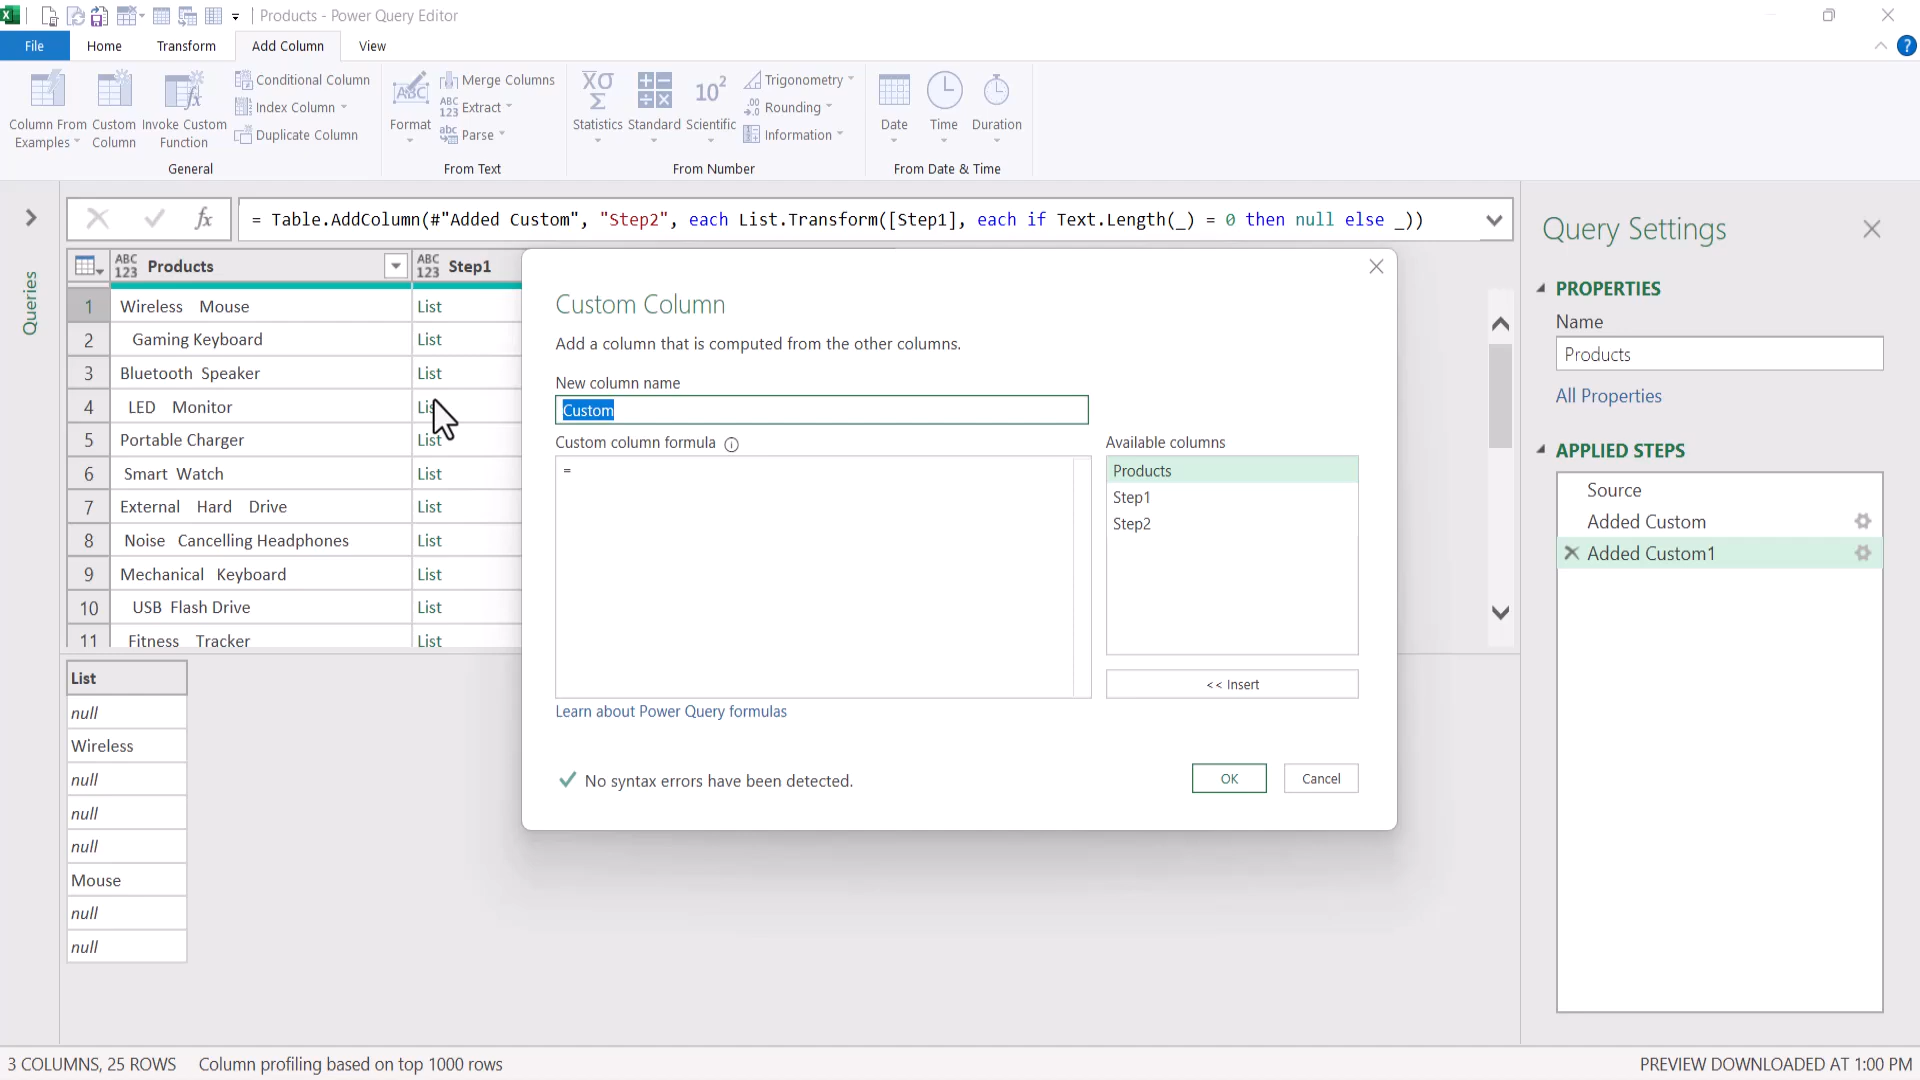 Products - Power Query Editor
File
Home
Transform
Add Column
View
Column From
Examples
Custom
Column
Invoke Custom
Function
Conditional Column
Index Column
Duplicate Column
General
Format
Merge Columns
Extract
Parse
From Text
Statistics
Standard
Scientific
Trigonometry
Rounding
Information
From Number
Date
Time
Duration
From Date & Time
= Table.AddColumn(#"Added Custom", "Step2", each List.Transform([Step1], each if Text.Length(_) = 0 then null else _))
Queries
ABC
123
Products
ABC
123
Step1
1 Wireless    Mouse List
2 Gaming Keyboard List
3 Bluetooth  Speaker List
4 LED    Monitor List
5 Portable Charger List
6 Smart  Watch List
7 External    Hard    Drive List
8 Noise   Cancelling Headphones List
9 Mechanical   Keyboard List
10 USB  Flash Drive List
11 Fitness    Tracker List
List
null
Wireless
null
null
null
Mouse
null
null
Custom Column
Add a column that is computed from the other columns.
New column name
Custom
Custom column formula
=
Available columns
Products
Step1
Step2
<< Insert
Learn about Power Query formulas
No syntax errors have been detected.
OK
Cancel
Query Settings
PROPERTIES
Name
Products
All Properties
APPLIED STEPS
Source
Added Custom
Added Custom1
3 COLUMNS, 25 ROWS
Column profiling based on top 1000 rows
PREVIEW DOWNLOADED AT 1:00 PM